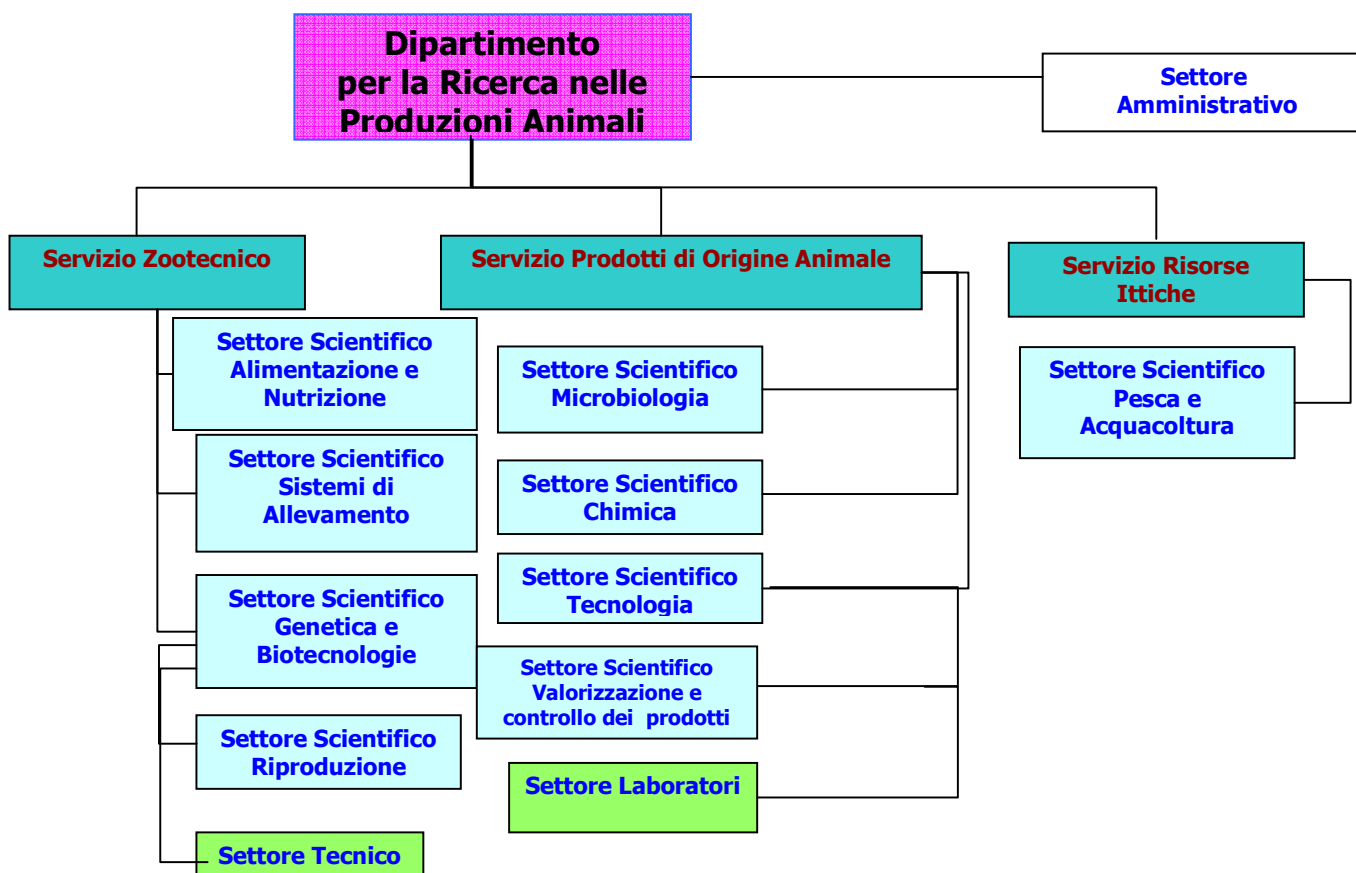 Dipartimento
per la Ricerca nelle
Produzioni Animali
Settore
Amministrativo
Servizio Zootecnico
Servizio Prodotti di Origine Animale
Servizio Risorse
Ittiche
Settore Scientifico
Alimentazione e
Nutrizione
Settore Scientifico
Sistemi di
Allevamento
Settore Scientifico
Genetica e
Biotecnologie
Settore Scientifico
Riproduzione
Settore Tecnico
Settore Scientifico
Microbiologia
Settore Scientifico
Chimica
Settore Scientifico
Tecnologia
Settore Scientifico
Valorizzazione e
controllo dei prodotti
Settore Laboratori
Settore Scientifico
Pesca e
Acquacoltura